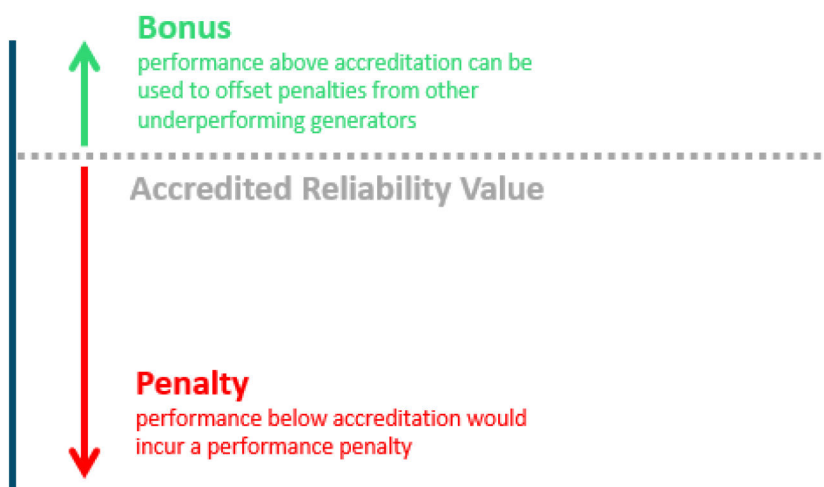 Bonus
performance above accreditation can be
used to offset penalties from other
underperforming generators
Accredited Reliability Value
Penalty
performance below accreditation would
incur a performance penalty